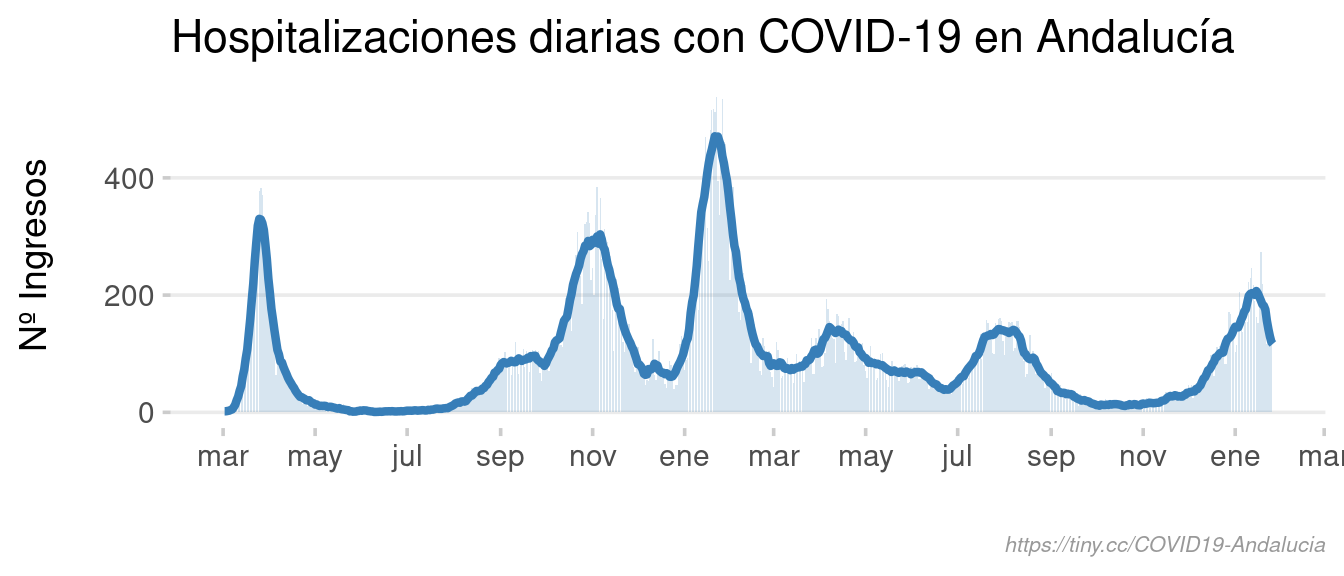 Hospitalizaciones diarias con COVID-19 en Andalucía
Nº Ingresos
400
200
0
mar may jul sep nov ene mar may jul sep nov ene mar
https://tiny.cc/COVID19-Andalucia